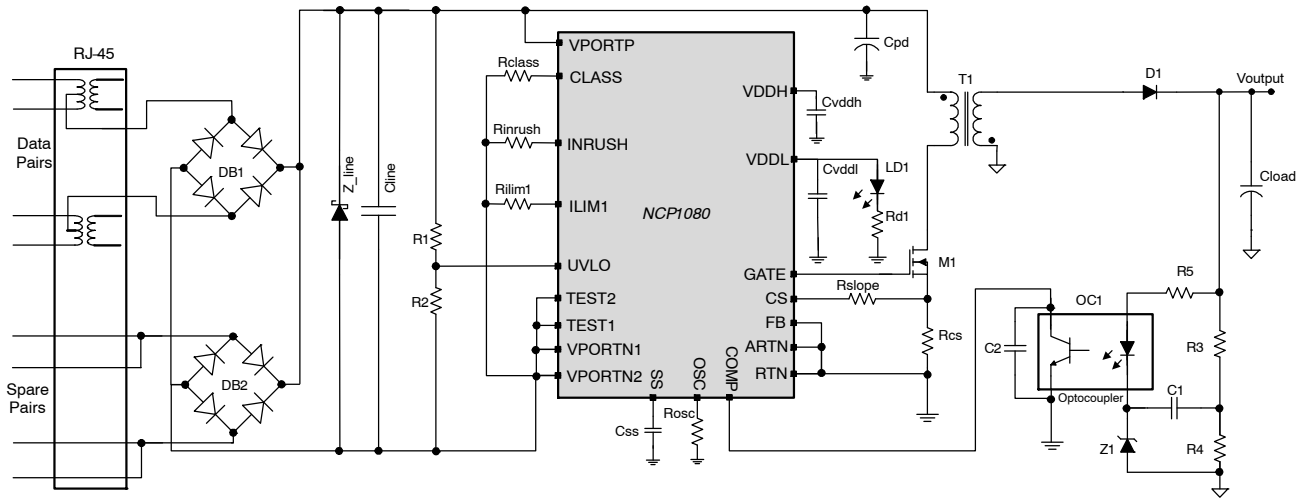 RJ-45
Data
Pairs
Spare
Pairs
DB1
DB2
Z_line
Cline
R1
R2
Rclass
Rinrush
Rilim1
VPORTP
CLASS
INRUSH
ILIM1
UVLO
TEST2
TEST1
VPORTN1
VPORTN2
NCP1080
VDDH
VDDL
GATE
CS
FB
ARTN
RTN
SS
OSC
COMP
Css
Rosc
Cpd
Cvddh
Cvddl
LD1
Rd1
M1
Rslope
Rcs
T1
D1
Voutput
Cload
R5
OC1
C2
Optocoupler
R3
C1
Z1
R4